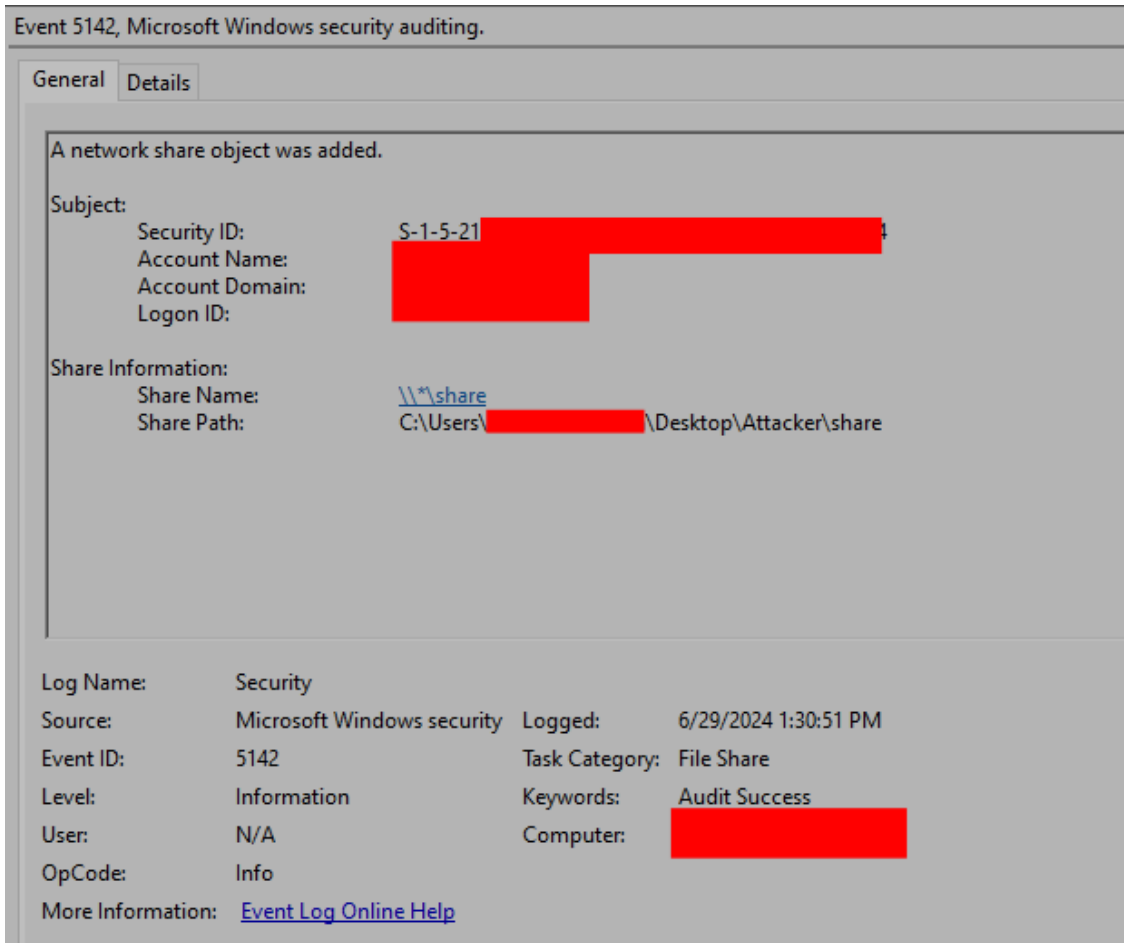 Event 5142, Microsoft Windows security auditing.
General Details
A network share object was added.
Subject:
Security ID: S-1-5-21
Account Name:
Account Domain:
Logon ID:
Share Information:
Share Name: \\*\share
Share Path: C:\Users\ \Desktop\Attacker\share
Log Name: Security
Source: Microsoft Windows security Logged: 6/29/2024 1:30:51 PM
Event ID: 5142 Task Category: File Share
Level: Information Keywords: Audit Success
User: N/A Computer:
OpCode: Info
More Information: Event Log Online Help